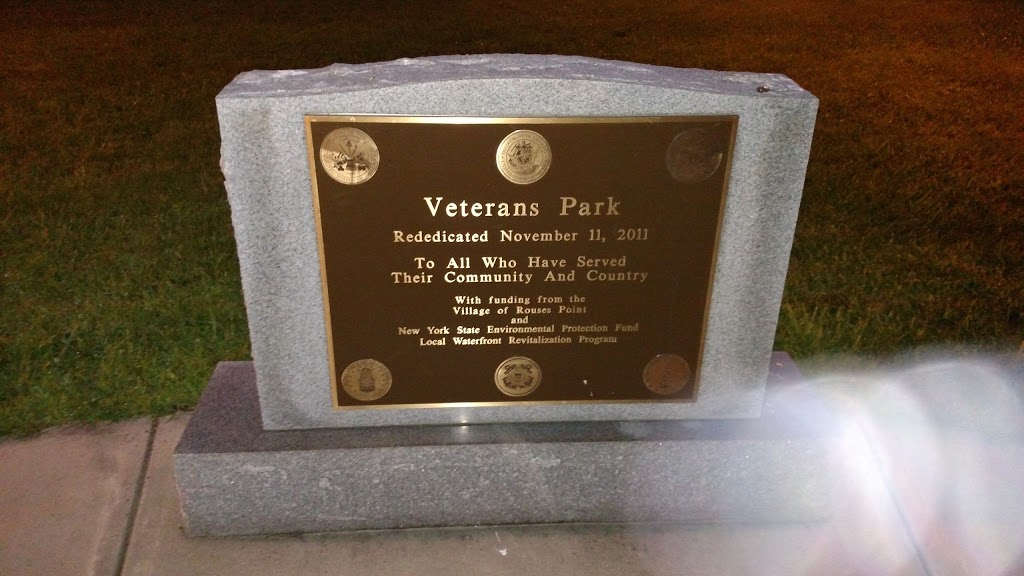 Veterans Park
Rededicated November 11, 2011
To All Who Have Served
Their Community And Country
With funding from the
Village of Rouses Point
and
New York State Environmental Protection Fund
Local Waterfront Revitalization Program